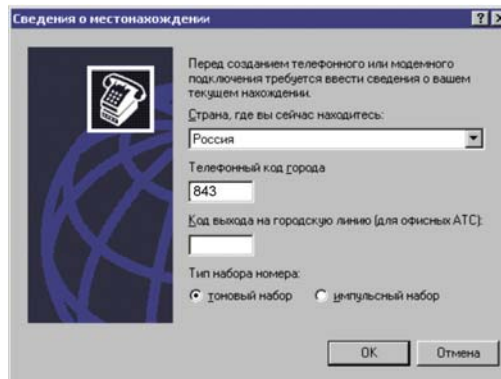 Сведения о местонахождении
Перед созданием телефонного или модемного
подключения требуется ввести сведения о вашем
текущем нахождении.
Страна, где вы сейчас находитесь:
Россия
Телефонный код города
843
Код выхода на городскую линию (для офисных АТС):
Тип набора номера:
тоновый набор импульсный набор
OK Отмена